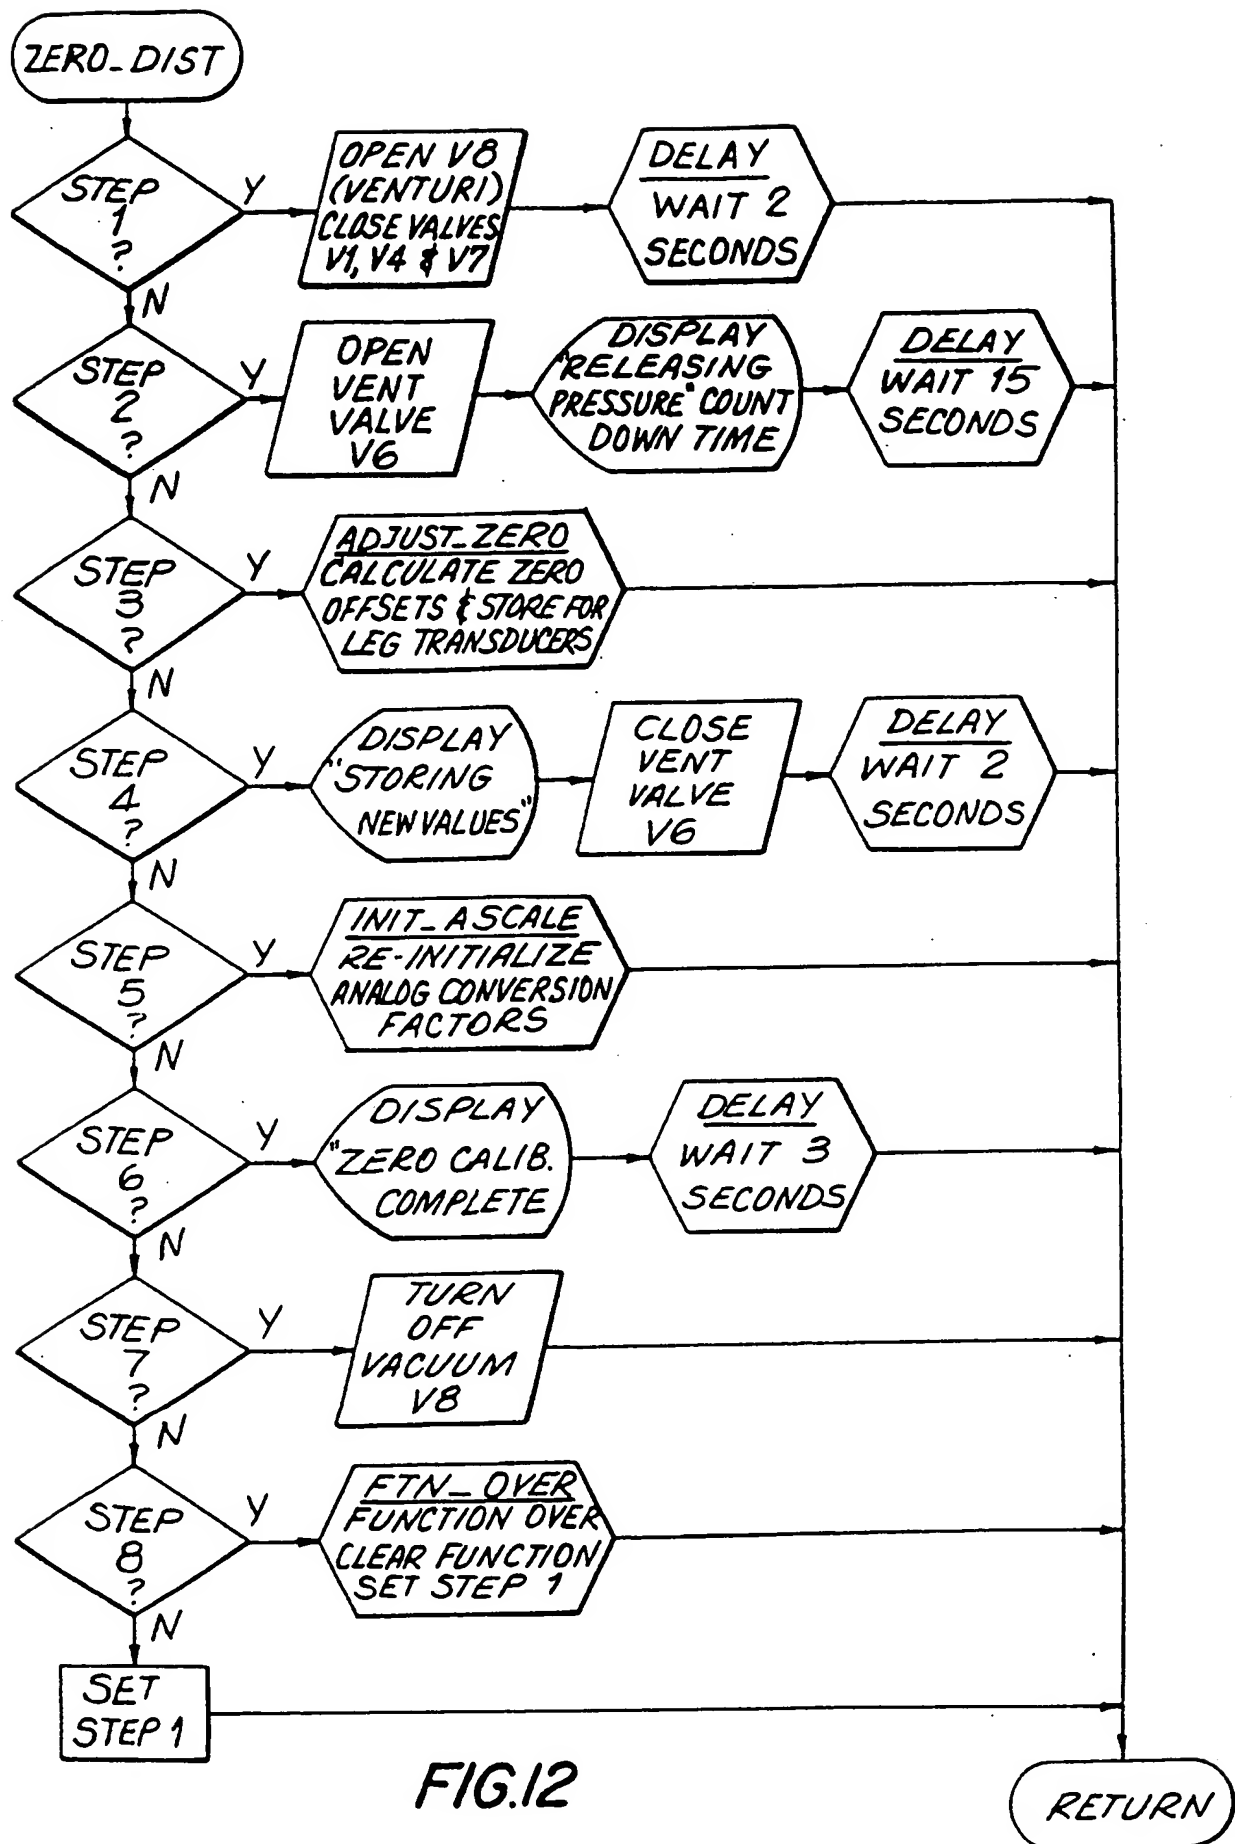 ZERO_DIST
STEP
1
?
Y
N
OPEN V8
(VENTURI)
CLOSE VALVES
V1, V4 & V7
DELAY
WAIT 2
SECONDS
STEP
2
?
Y
N
OPEN
VENT
VALVE
V6
DISPLAY
"RELEASING
PRESSURE" COUNT
DOWN TIME
DELAY
WAIT 15
SECONDS
STEP
3
?
Y
N
ADJUST_ZERO
CALCULATE ZERO
OFFSETS & STORE FOR
LEG TRANSDUCERS
STEP
4
?
Y
N
DISPLAY
"STORING
NEW VALUES"
CLOSE
VENT
VALVE
V6
DELAY
WAIT 2
SECONDS
STEP
5
?
Y
N
INIT_ASCALE
RE-INITIALIZE
ANALOG CONVERSION
FACTORS
STEP
6
?
Y
N
DISPLAY
"ZERO CALIB.
COMPLETE
DELAY
WAIT 3
SECONDS
STEP
7
?
Y
N
TURN
OFF
VACUUM
V8
STEP
8
?
Y
N
FTN_OVER
FUNCTION OVER
CLEAR FUNCTION
SET STEP 1
SET
STEP 1
RETURN
FIG.12